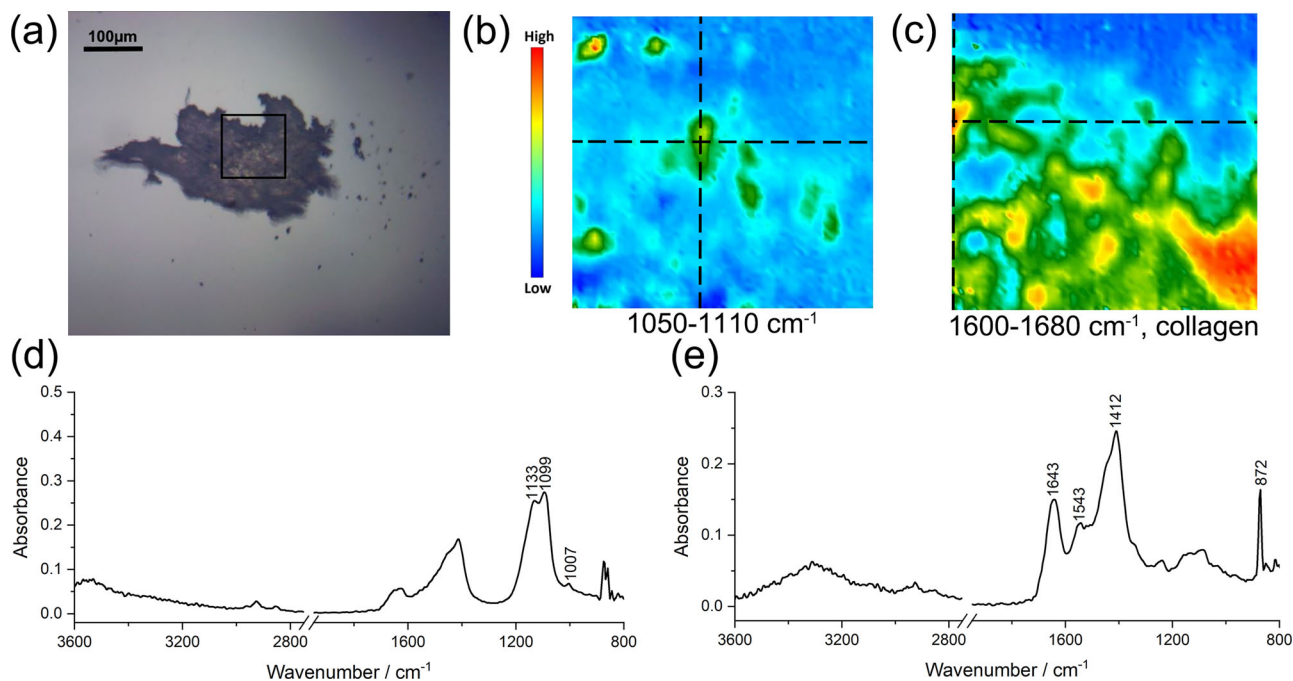 (a)
100μm
(b)
High
Low
1050-1110 cm⁻¹
(c)
1600-1680 cm⁻¹, collagen
(d)
0.5
0.4
0.3
0.2
0.1
0.0
Absorbance
1133
1099
1007
3600
3200
2800
1600
1200
800
Wavenumber / cm⁻¹
(e)
0.3
0.2
0.1
0.0
Absorbance
1643
1543
1412
872
3600
3200
2800
1600
1200
800
Wavenumber / cm⁻¹